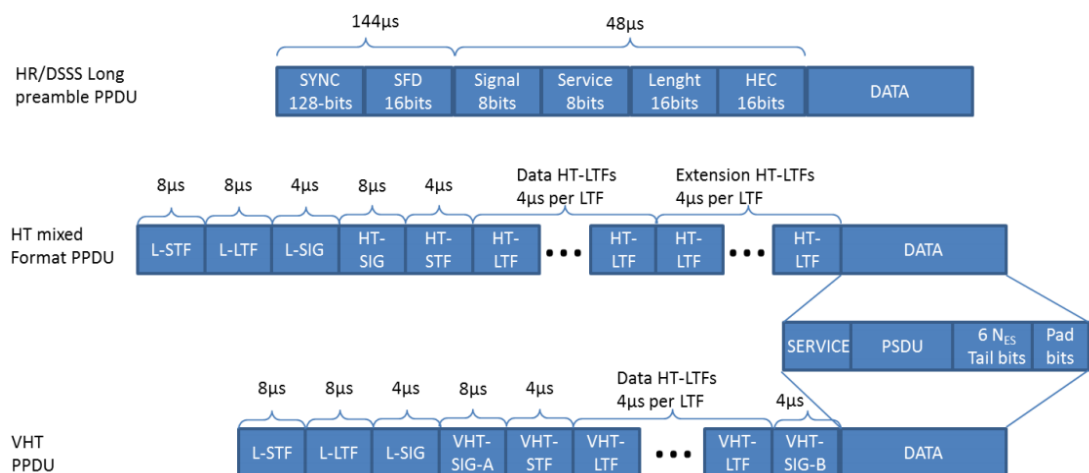 144μs
48μs
HR/DSSS Long
preamble PPDU
SYNC
128-bits
SFD
16bits
Signal
8bits
Service
8bits
Lenght
16bits
HEC
16bits
DATA
Data HT-LTFs
4μs per LTF
Extension HT-LTFs
4μs per LTF
8μs
8μs
4μs
8μs
4μs
HT mixed
Format PPDU
L-STF
L-LTF
L-SIG
HT-
SIG
HT-
STF
HT-
LTF
•••
HT-
LTF
HT-
LTF
•••
HT-
LTF
DATA
SERVICE
PSDU
6 NES
Tail bits
Pad
bits
Data HT-LTFs
4μs per LTF
8μs
8μs
4μs
8μs
4μs
4μs
VHT
PPDU
L-STF
L-LTF
L-SIG
VHT-
SIG-A
VHT-
STF
VHT-
LTF
•••
VHT-
LTF
VHT-
SIG-B
DATA